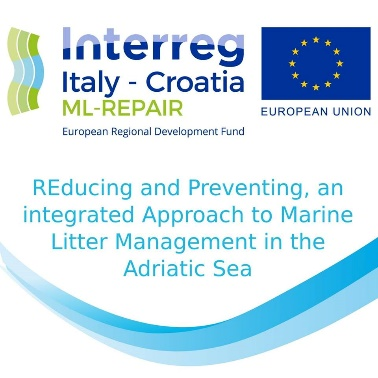 Interreg
Italy - Croatia
ML-REPAIR
European Regional Development Fund
EUROPEAN UNION
REducing and Preventing, an
integrated Approach to Marine
Litter Management in the
Adriatic Sea